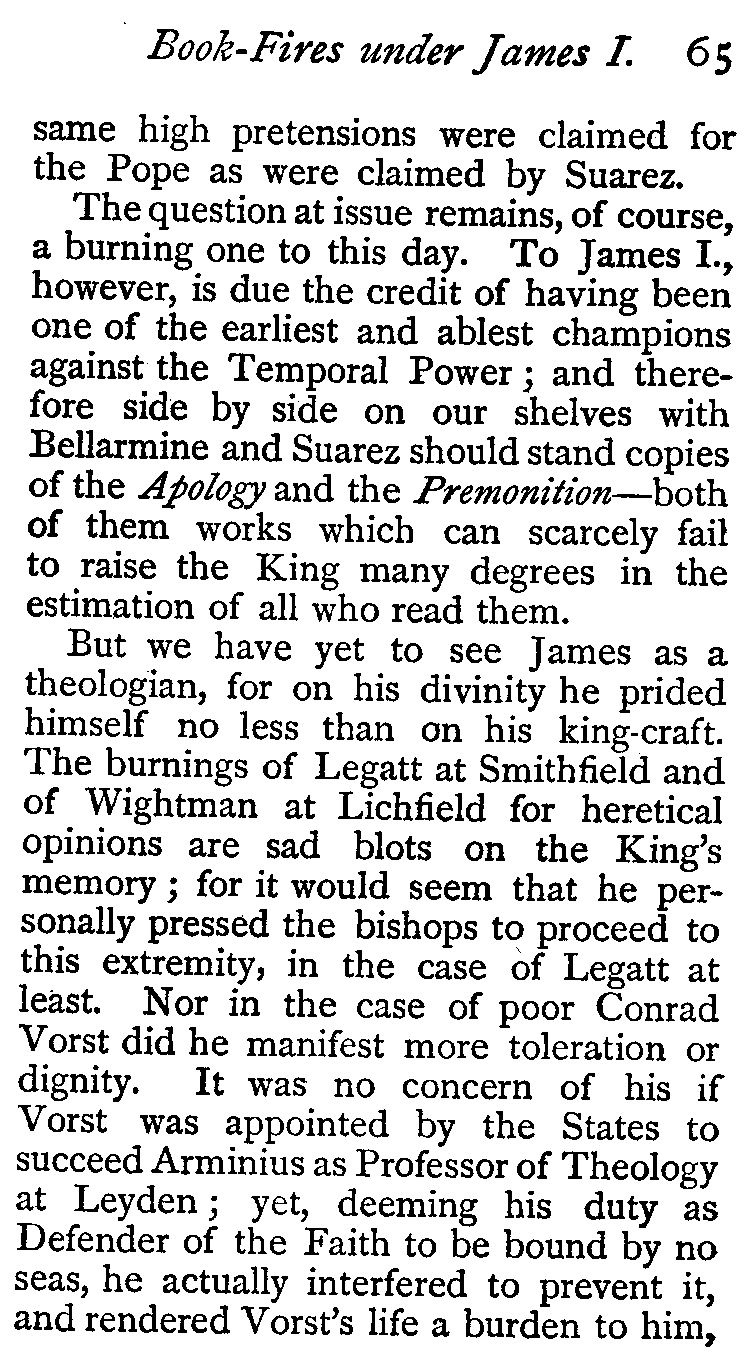 Book-Fires under James I. 65
same high pretensions were claimed for
the Pope as were claimed by Suarez.
The question at issue remains, of course,
a burning one to this day. To James I.,
however, is due the credit of having been
one of the earliest and ablest champions
against the Temporal Power ; and there-
fore side by side on our shelves with
Bellarmine and Suarez should stand copies
of the Apology and the Premonition—both
of them works which can scarcely fail
to raise the King many degrees in the
estimation of all who read them.
But we have yet to see James as a
theologian, for on his divinity he prided
himself no less than on his king-craft.
The burnings of Legatt at Smithfield and
of Wightman at Lichfield for heretical
opinions are sad blots on the King's
memory ; for it would seem that he per-
sonally pressed the bishops to proceed to
this extremity, in the case of Legatt at
least. Nor in the case of poor Conrad
Vorst did he manifest more toleration or
dignity. It was no concern of his if
Vorst was appointed by the States to
succeed Arminius as Professor of Theology
at Leyden ; yet, deeming his duty as
Defender of the Faith to be bound by no
seas, he actually interfered to prevent it,
and rendered Vorst's life a burden to him,